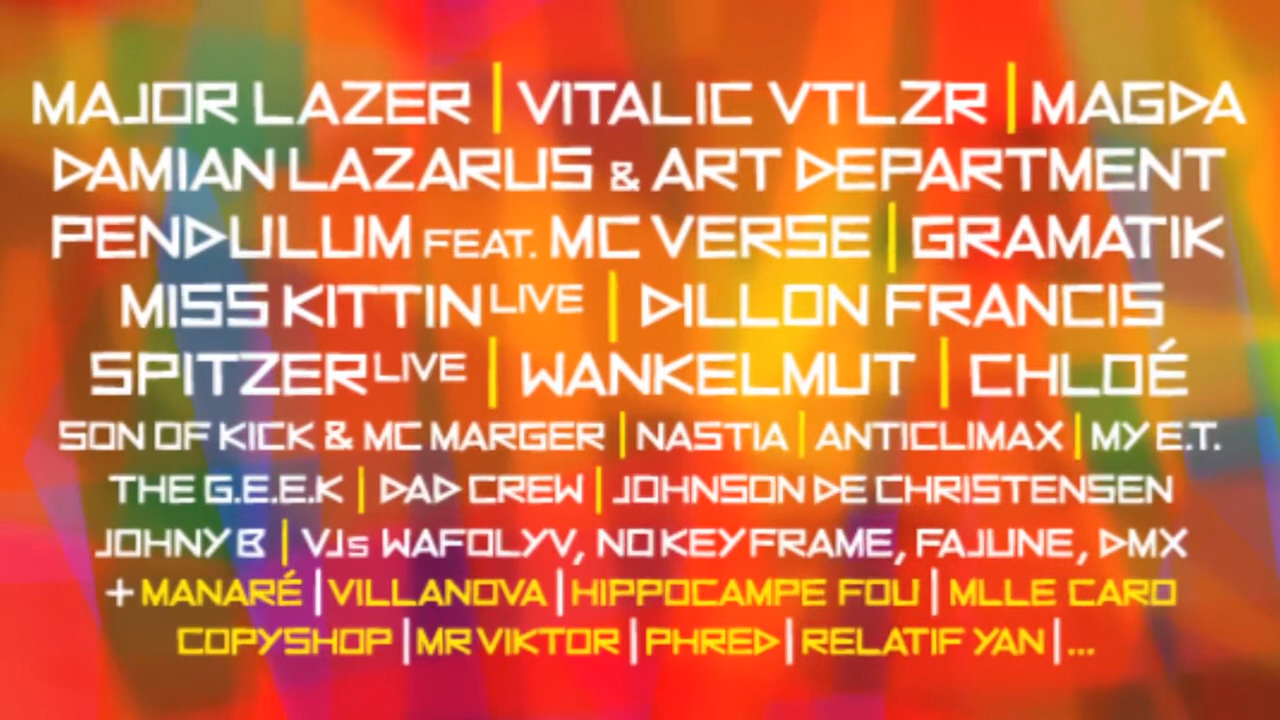 MAJOR LAZER | VITALIC VTLZR | MAGDA
DAMIAN LAZARUS & ART DEPARTMENT
PENDULUM FEAT. MC VERSE | GRAMATIK
MISS KITTIN LIVE | DILLON FRANCIS
SPITZER LIVE | WANKELMUT | CHLOÉ
SON OF KICK & MC MARGER | NASTIA | ANTICLIMAX | MY E.T.
THE G.E.E.K | DAD CREW | JOHNSON DE CHRISTENSEN
JOHNY B | VJs WAFOLYV, NO KEY FRAME, FAJUNE, DMX
+ MANARÉ | VILLANOVA | HIPPOCAMPE FOU | MLLE CARO
COPYSHOP | MR VIKTOR | PHRED | RELATIF YAN | ...